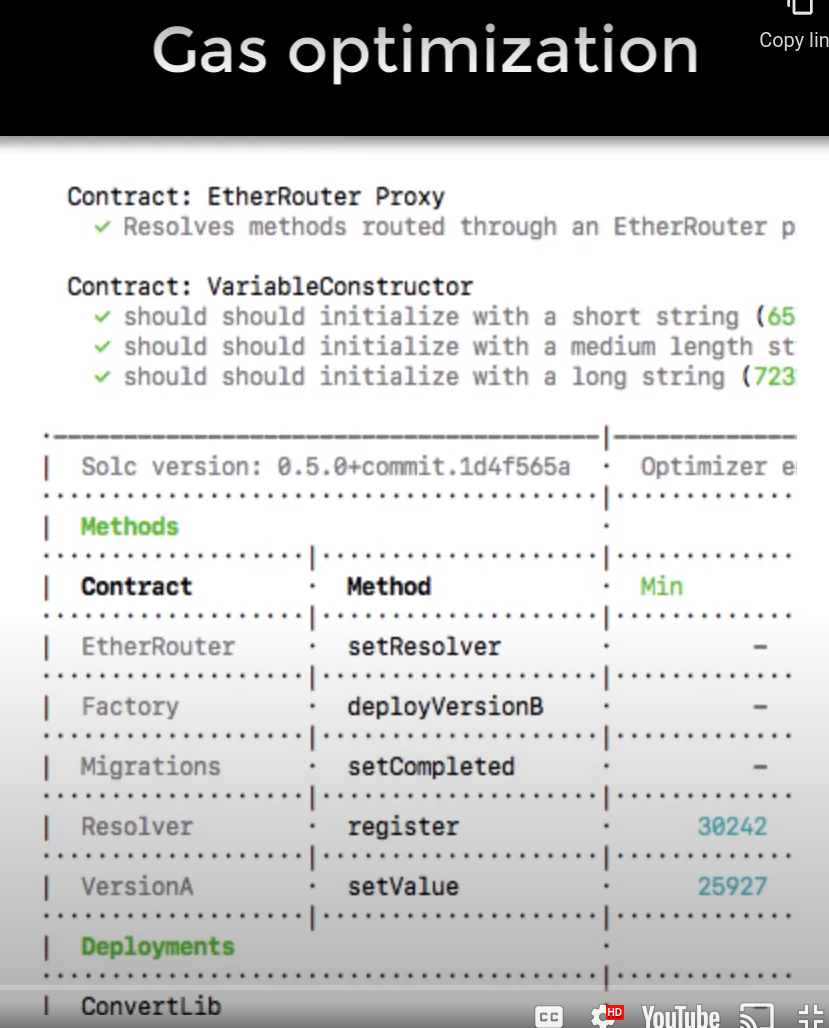 Gas optimization
Copy lin
Contract: EtherRouter Proxy
✓ Resolves methods routed through an EtherRouter p
Contract: VariableConstructor
✓ should should initialize with a short string (65
✓ should should initialize with a medium length st
✓ should should initialize with a long string (723
| Solc version: 0.5.0+commit.1d4f565a · Optimizer e
| Methods ·
| Contract · Method · Min
| EtherRouter · setResolver · –
| Factory · deployVersionB · –
| Migrations · setCompleted · –
| Resolver · register · 30242
| VersionA · setValue · 25927
| Deployments ·
| ConvertLib
CC HD YouTube